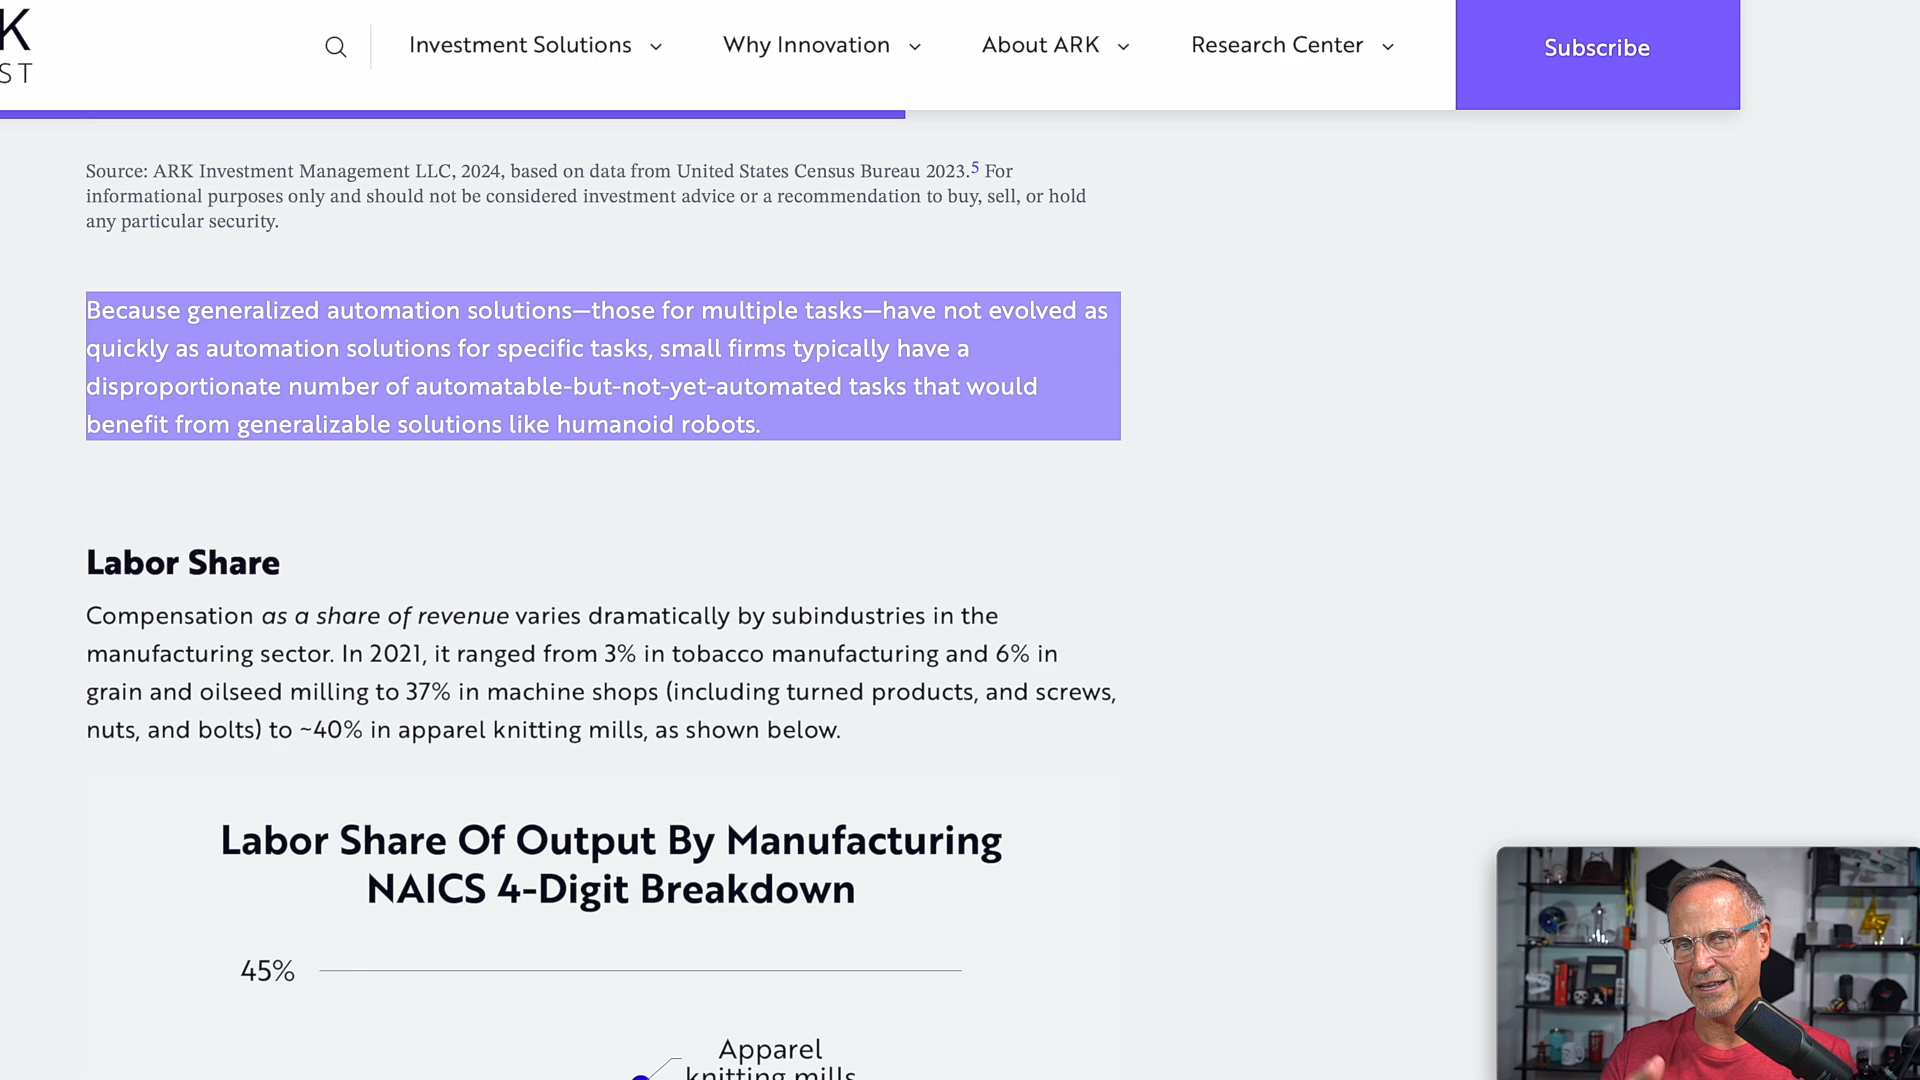 K
ST
Investment Solutions
Why Innovation
About ARK
Research Center
Subscribe
Source: ARK Investment Management LLC, 2024, based on data from United States Census Bureau 2023.5 For
informational purposes only and should not be considered investment advice or a recommendation to buy, sell, or hold
any particular security.
Because generalized automation solutions—those for multiple tasks—have not evolved as
quickly as automation solutions for specific tasks, small firms typically have a
disproportionate number of automatable-but-not-yet-automated tasks that would
benefit from generalizable solutions like humanoid robots.
Labor Share
Compensation as a share of revenue varies dramatically by subindustries in the
manufacturing sector. In 2021, it ranged from 3% in tobacco manufacturing and 6% in
grain and oilseed milling to 37% in machine shops (including turned products, and screws,
nuts, and bolts) to ~40% in apparel knitting mills, as shown below.
Labor Share Of Output By Manufacturing
NAICS 4-Digit Breakdown
45%
Apparel
knitting mills